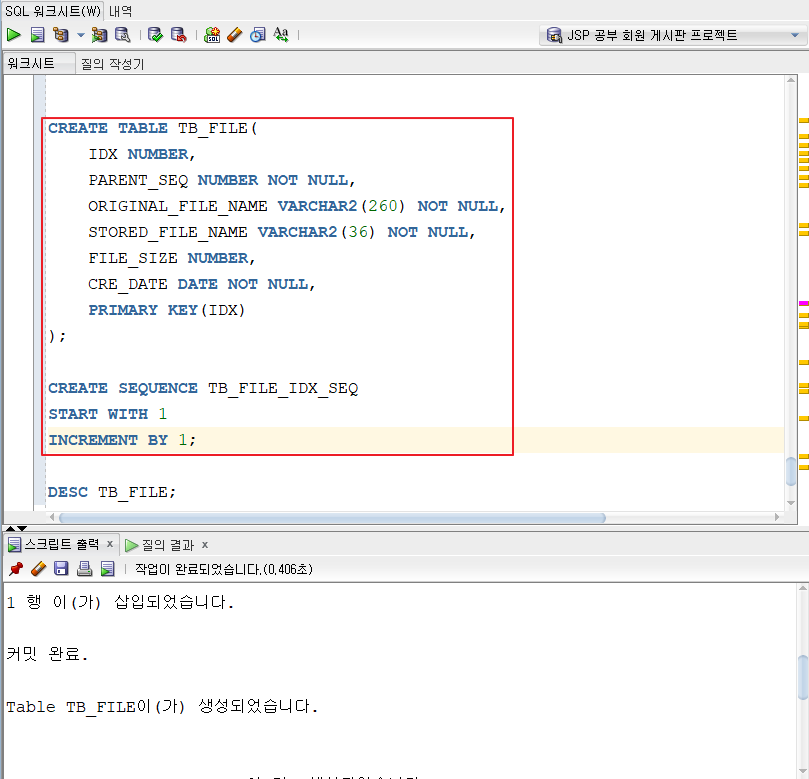 SQL 워크시트(W) 내역
JSP 공부 회원 게시판 프로젝트
워크시트 질의 작성기
CREATE TABLE TB_FILE(
IDX NUMBER,
PARENT_SEQ NUMBER NOT NULL,
ORIGINAL_FILE_NAME VARCHAR2(260) NOT NULL,
STORED_FILE_NAME VARCHAR2(36) NOT NULL,
FILE_SIZE NUMBER,
CRE_DATE DATE NOT NULL,
PRIMARY KEY(IDX)
);
CREATE SEQUENCE TB_FILE_IDX_SEQ
START WITH 1
INCREMENT BY 1;
DESC TB_FILE;
스크립트 출력 x 질의 결과 x
작업이 완료되었습니다.(0.406초)
1 행 이(가) 삽입되었습니다.
커밋 완료.
Table TB_FILE이(가) 생성되었습니다.